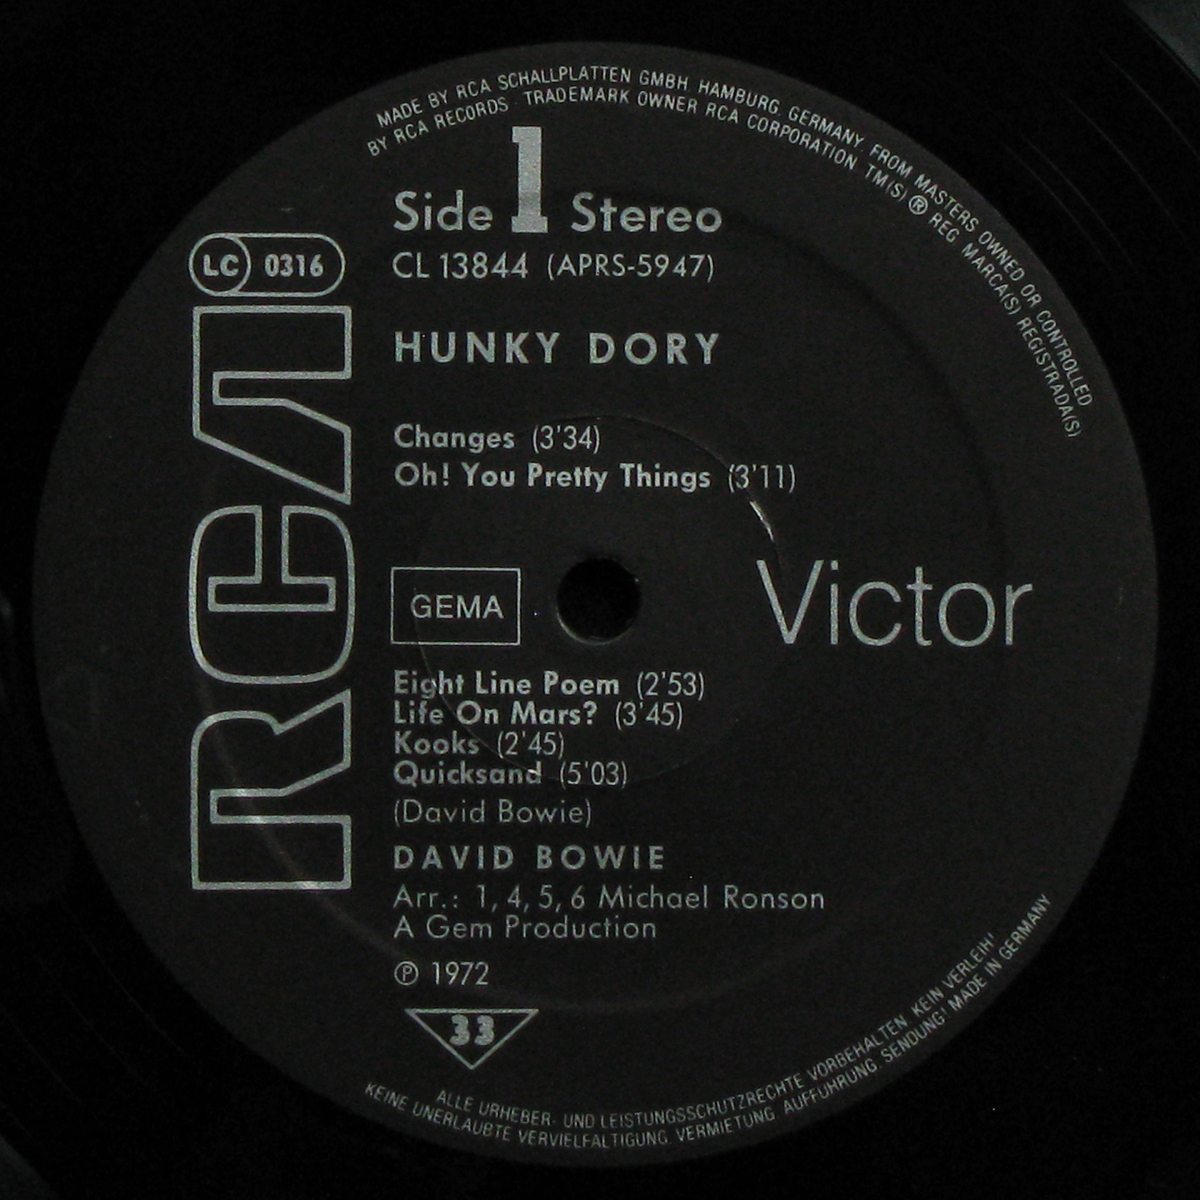 MADE BY RCA SCHALLPLATTEN GMBH. HAMBURG, GERMANY, FROM MASTERS OWNED OR CONTROLLED
BY RCA RECORDS · TRADEMARK OWNER RCA CORPORATION TM(S) ® REG MARCA(S) REGISTRADA(S)
Side 1 Stereo
LC 0316
CL 13844 (APRS-5947)
HUNKY DORY
Changes (3'34)
Oh! You Pretty Things (3'11)
RCA
GEMA
Victor
Eight Line Poem (2'53)
Life On Mars? (3'45)
Kooks (2'45)
Quicksand (5'03)
(David Bowie)
DAVID BOWIE
Arr.: 1, 4, 5, 6 Michael Ronson
A Gem Production
℗ 1972
33
ALLE URHEBER- UND LEISTUNGSSCHUTZRECHTE VORBEHALTEN. KEIN VERLEIH!
KEINE UNERLAUBTE VERVIELFÄLTIGUNG, VERMIETUNG, AUFFÜHRUNG, SENDUNG! MADE IN GERMANY